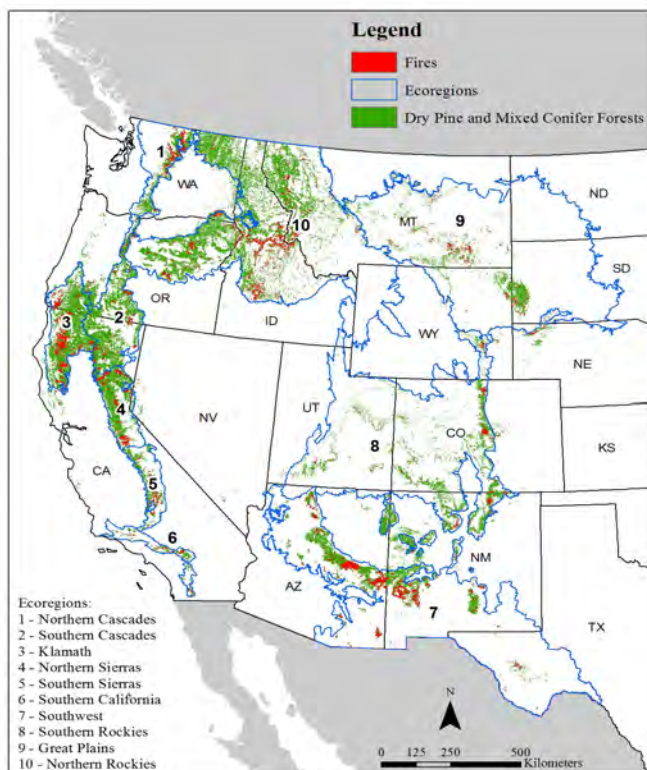 Legend
Fires
Ecoregions
Dry Pine and Mixed Conifer Forests
1
WA
10
MT
9
ND
SD
OR
ID
WY
3
2
NE
4
NV
UT
8
CO
KS
CA
5
6
AZ
NM
7
TX
Ecoregions:
1 - Northern Cascades
2 - Southern Cascades
3 - Klamath
4 - Northern Sierras
5 - Southern Sierras
6 - Southern California
7 - Southwest
8 - Southern Rockies
9 - Great Plains
10 - Northern Rockies
N
0 125 250 500
Kilometers